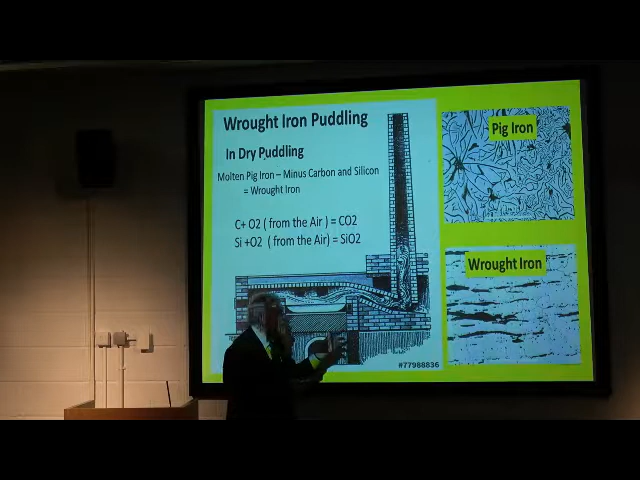 Wrought Iron Puddling
In Dry Puddling
Molten Pig Iron – Minus Carbon and Silicon
= Wrought Iron
C+ O2 ( from the Air ) = CO2
Si +O2 ( from the Air) = SiO2
#77988836
Pig Iron
Wrought Iron